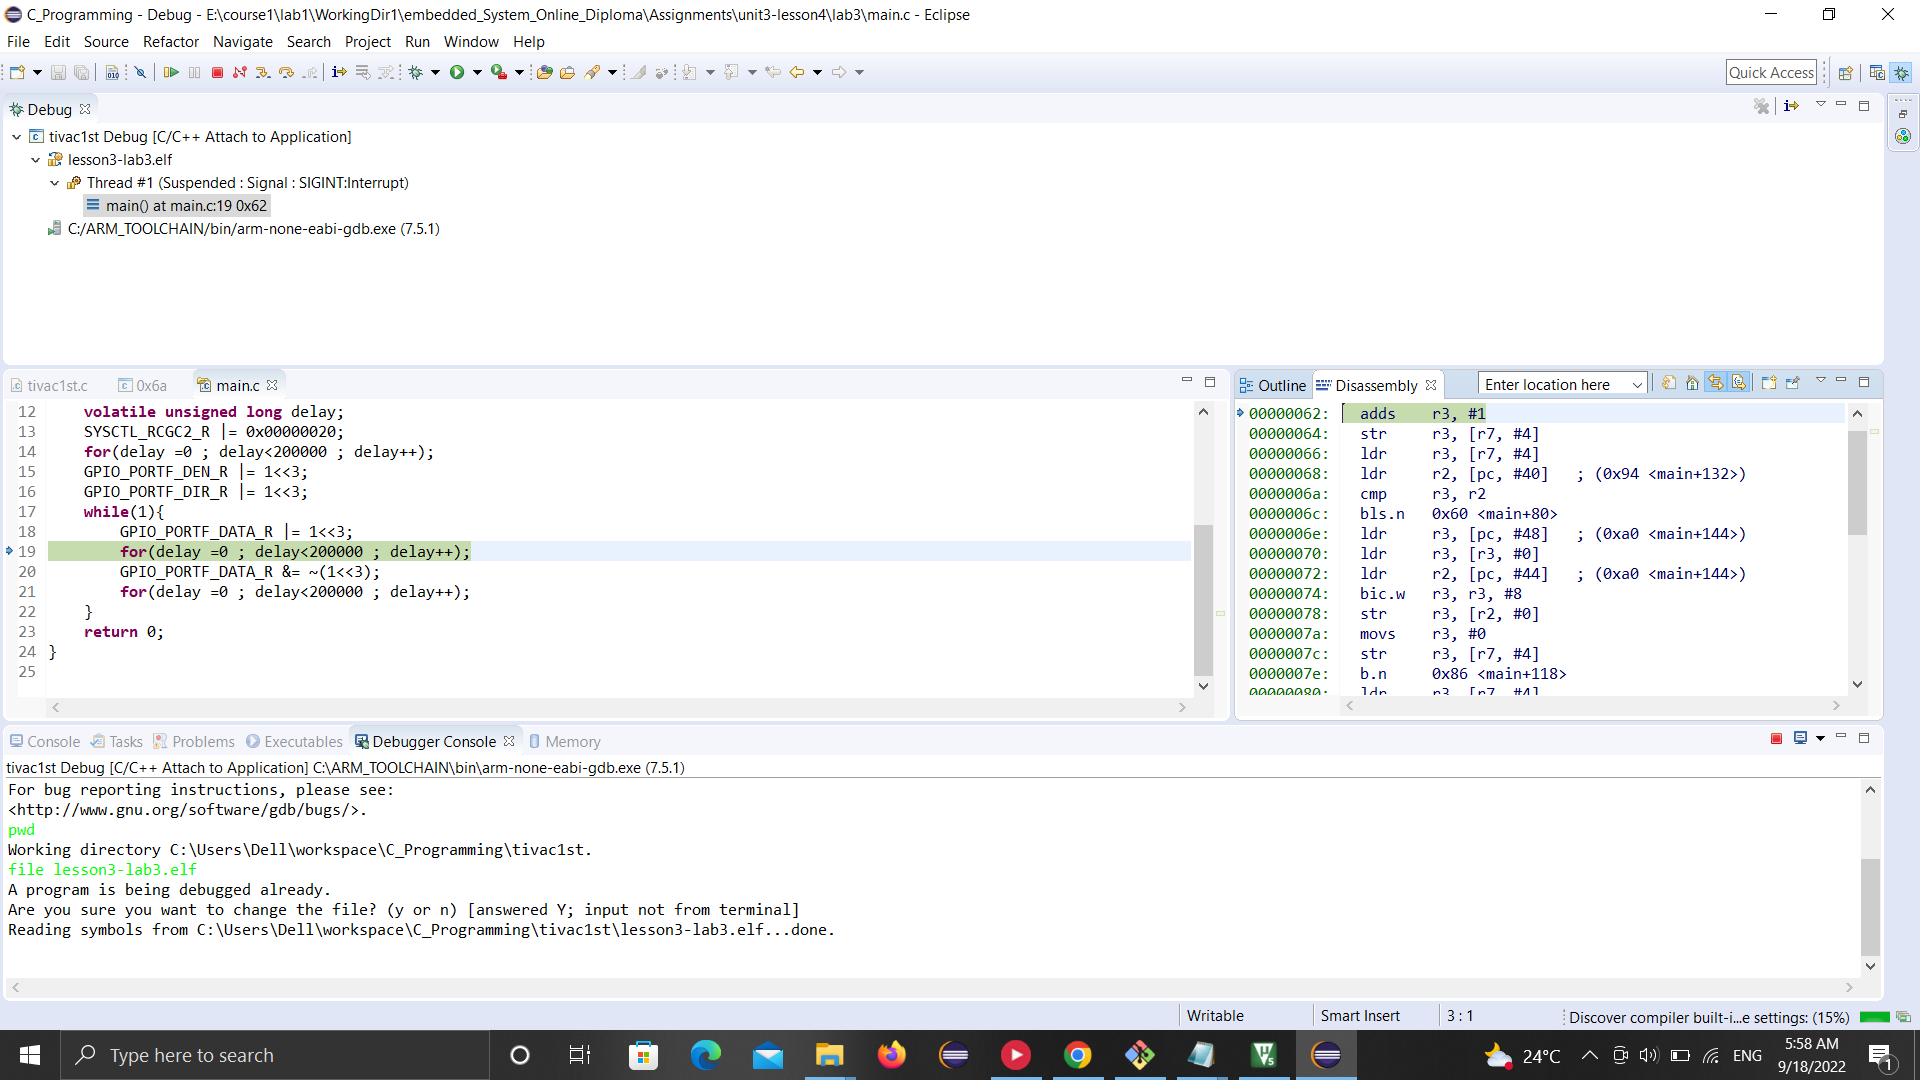 C_Programming - Debug - E:\course1\lab1\WorkingDir1\embedded_System_Online_Diploma\Assignments\unit3-lesson4\lab3\main.c - Eclipse
File Edit Source Refactor Navigate Search Project Run Window Help
Quick Access
Debug
tivac1st Debug [C/C++ Attach to Application]
lesson3-lab3.elf
Thread #1 (Suspended : Signal : SIGINT:Interrupt)
main() at main.c:19 0x62
C:/ARM_TOOLCHAIN/bin/arm-none-eabi-gdb.exe (7.5.1)
tivac1st.c 0x6a main.c
12 volatile unsigned long delay;
13 SYSCTL_RCGC2_R |= 0x00000020;
14 for(delay =0 ; delay<200000 ; delay++);
15 GPIO_PORTF_DEN_R |= 1<<3;
16 GPIO_PORTF_DIR_R |= 1<<3;
17 while(1){
18 GPIO_PORTF_DATA_R |= 1<<3;
19 for(delay =0 ; delay<200000 ; delay++);
20 GPIO_PORTF_DATA_R &= ~(1<<3);
21 for(delay =0 ; delay<200000 ; delay++);
22 }
23 return 0;
24 }
25
Outline Disassembly Enter location here
00000062: adds r3, #1
00000064: str r3, [r7, #4]
00000066: ldr r3, [r7, #4]
00000068: ldr r2, [pc, #40] ; (0x94 <main+132>)
0000006a: cmp r3, r2
0000006c: bls.n 0x60 <main+80>
0000006e: ldr r3, [pc, #48] ; (0xa0 <main+144>)
00000070: ldr r3, [r3, #0]
00000072: ldr r2, [pc, #44] ; (0xa0 <main+144>)
00000074: bic.w r3, r3, #8
00000078: str r3, [r2, #0]
0000007a: movs r3, #0
0000007c: str r3, [r7, #4]
0000007e: b.n 0x86 <main+118>
00000080: ldr r3, [r7, #4]
Console Tasks Problems Executables Debugger Console Memory
tivac1st Debug [C/C++ Attach to Application] C:\ARM_TOOLCHAIN\bin\arm-none-eabi-gdb.exe (7.5.1)
For bug reporting instructions, please see:
<http://www.gnu.org/software/gdb/bugs/>.
pwd
Working directory C:\Users\Dell\workspace\C_Programming\tivac1st.
file lesson3-lab3.elf
A program is being debugged already.
Are you sure you want to change the file? (y or n) [answered Y; input not from terminal]
Reading symbols from C:\Users\Dell\workspace\C_Programming\tivac1st\lesson3-lab3.elf...done.
Writable Smart Insert 3 : 1 Discover compiler built-i...e settings: (15%)
Type here to search
24°C ENG
5:58 AM
9/18/2022
1